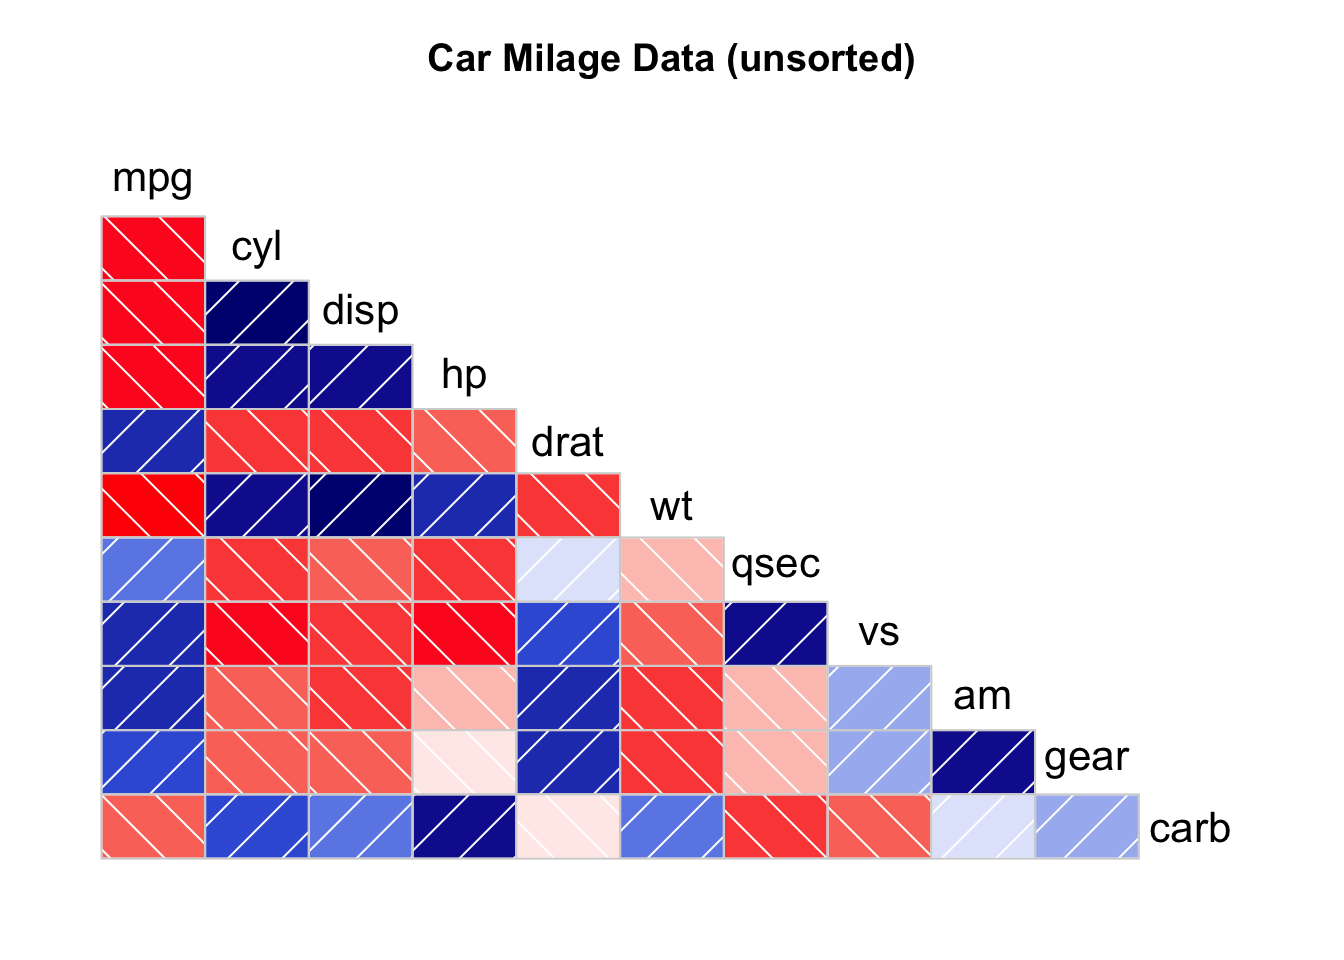 Car Milage Data (unsorted)
mpg
cyl
disp
hp
drat
wt
qsec
vs
am
gear
carb